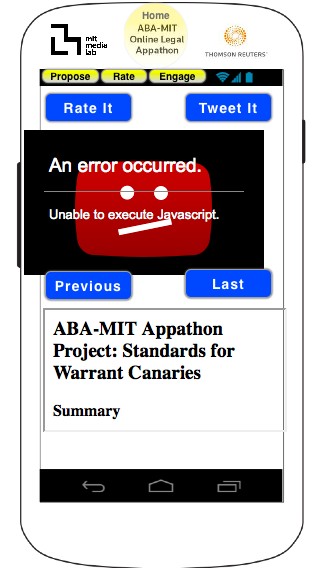 mit
media
lab
Home
ABA-MIT
Online Legal
Appathon
THOMSON REUTERS
Propose
Rate
Engage
Rate It
Tweet It
An error occurred.
Unable to execute Javascript.
Previous
Last
ABA-MIT Appathon
Project: Standards for
Warrant Canaries
Summary